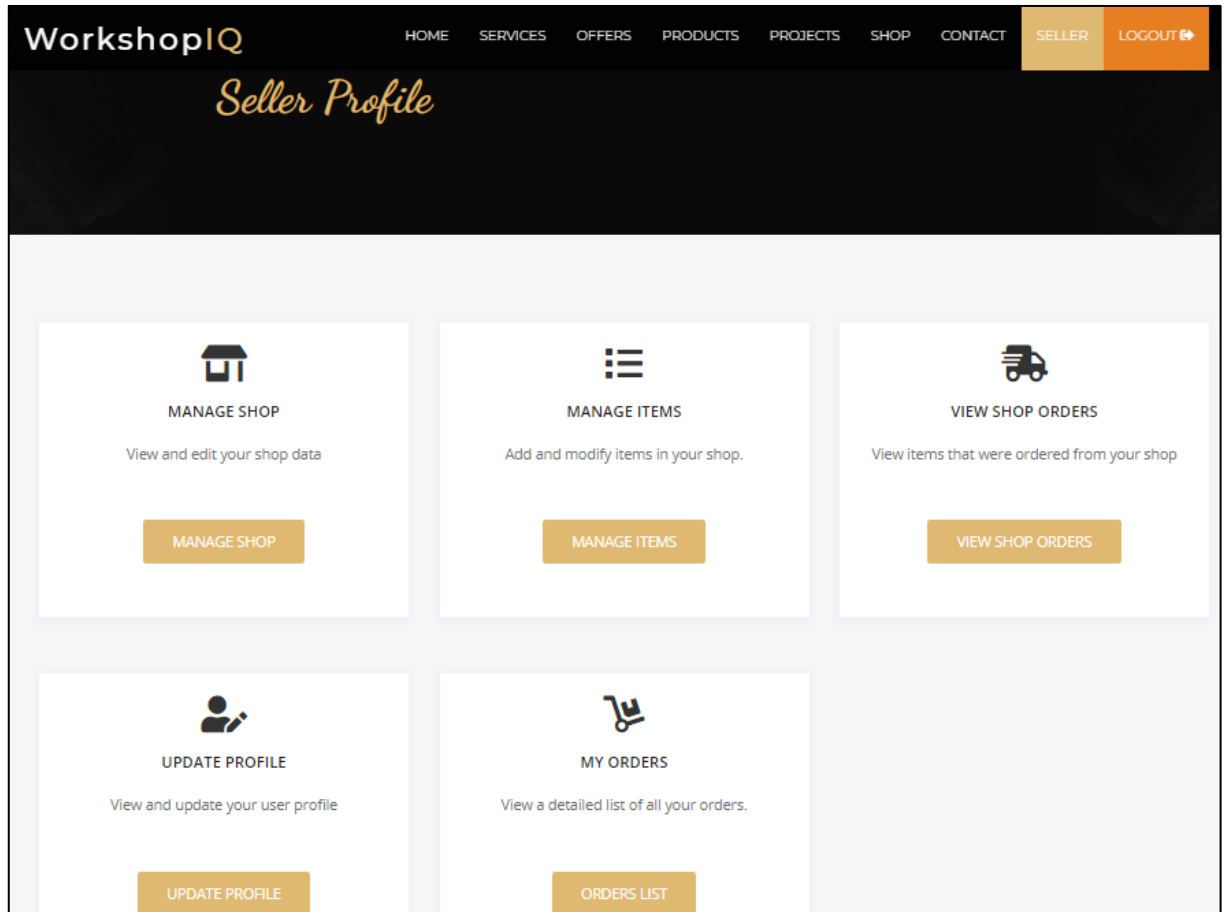 WorkshopIQ HOME SERVICES OFFERS PRODUCTS PROJECTS SHOP CONTACT SELLER LOGOUT
Seller Profile
MANAGE SHOP
View and edit your shop data
MANAGE SHOP
MANAGE ITEMS
Add and modify items in your shop.
MANAGE ITEMS
VIEW SHOP ORDERS
View items that were ordered from your shop
VIEW SHOP ORDERS
UPDATE PROFILE
View and update your user profile
UPDATE PROFILE
MY ORDERS
View a detailed list of all your orders.
ORDERS LIST